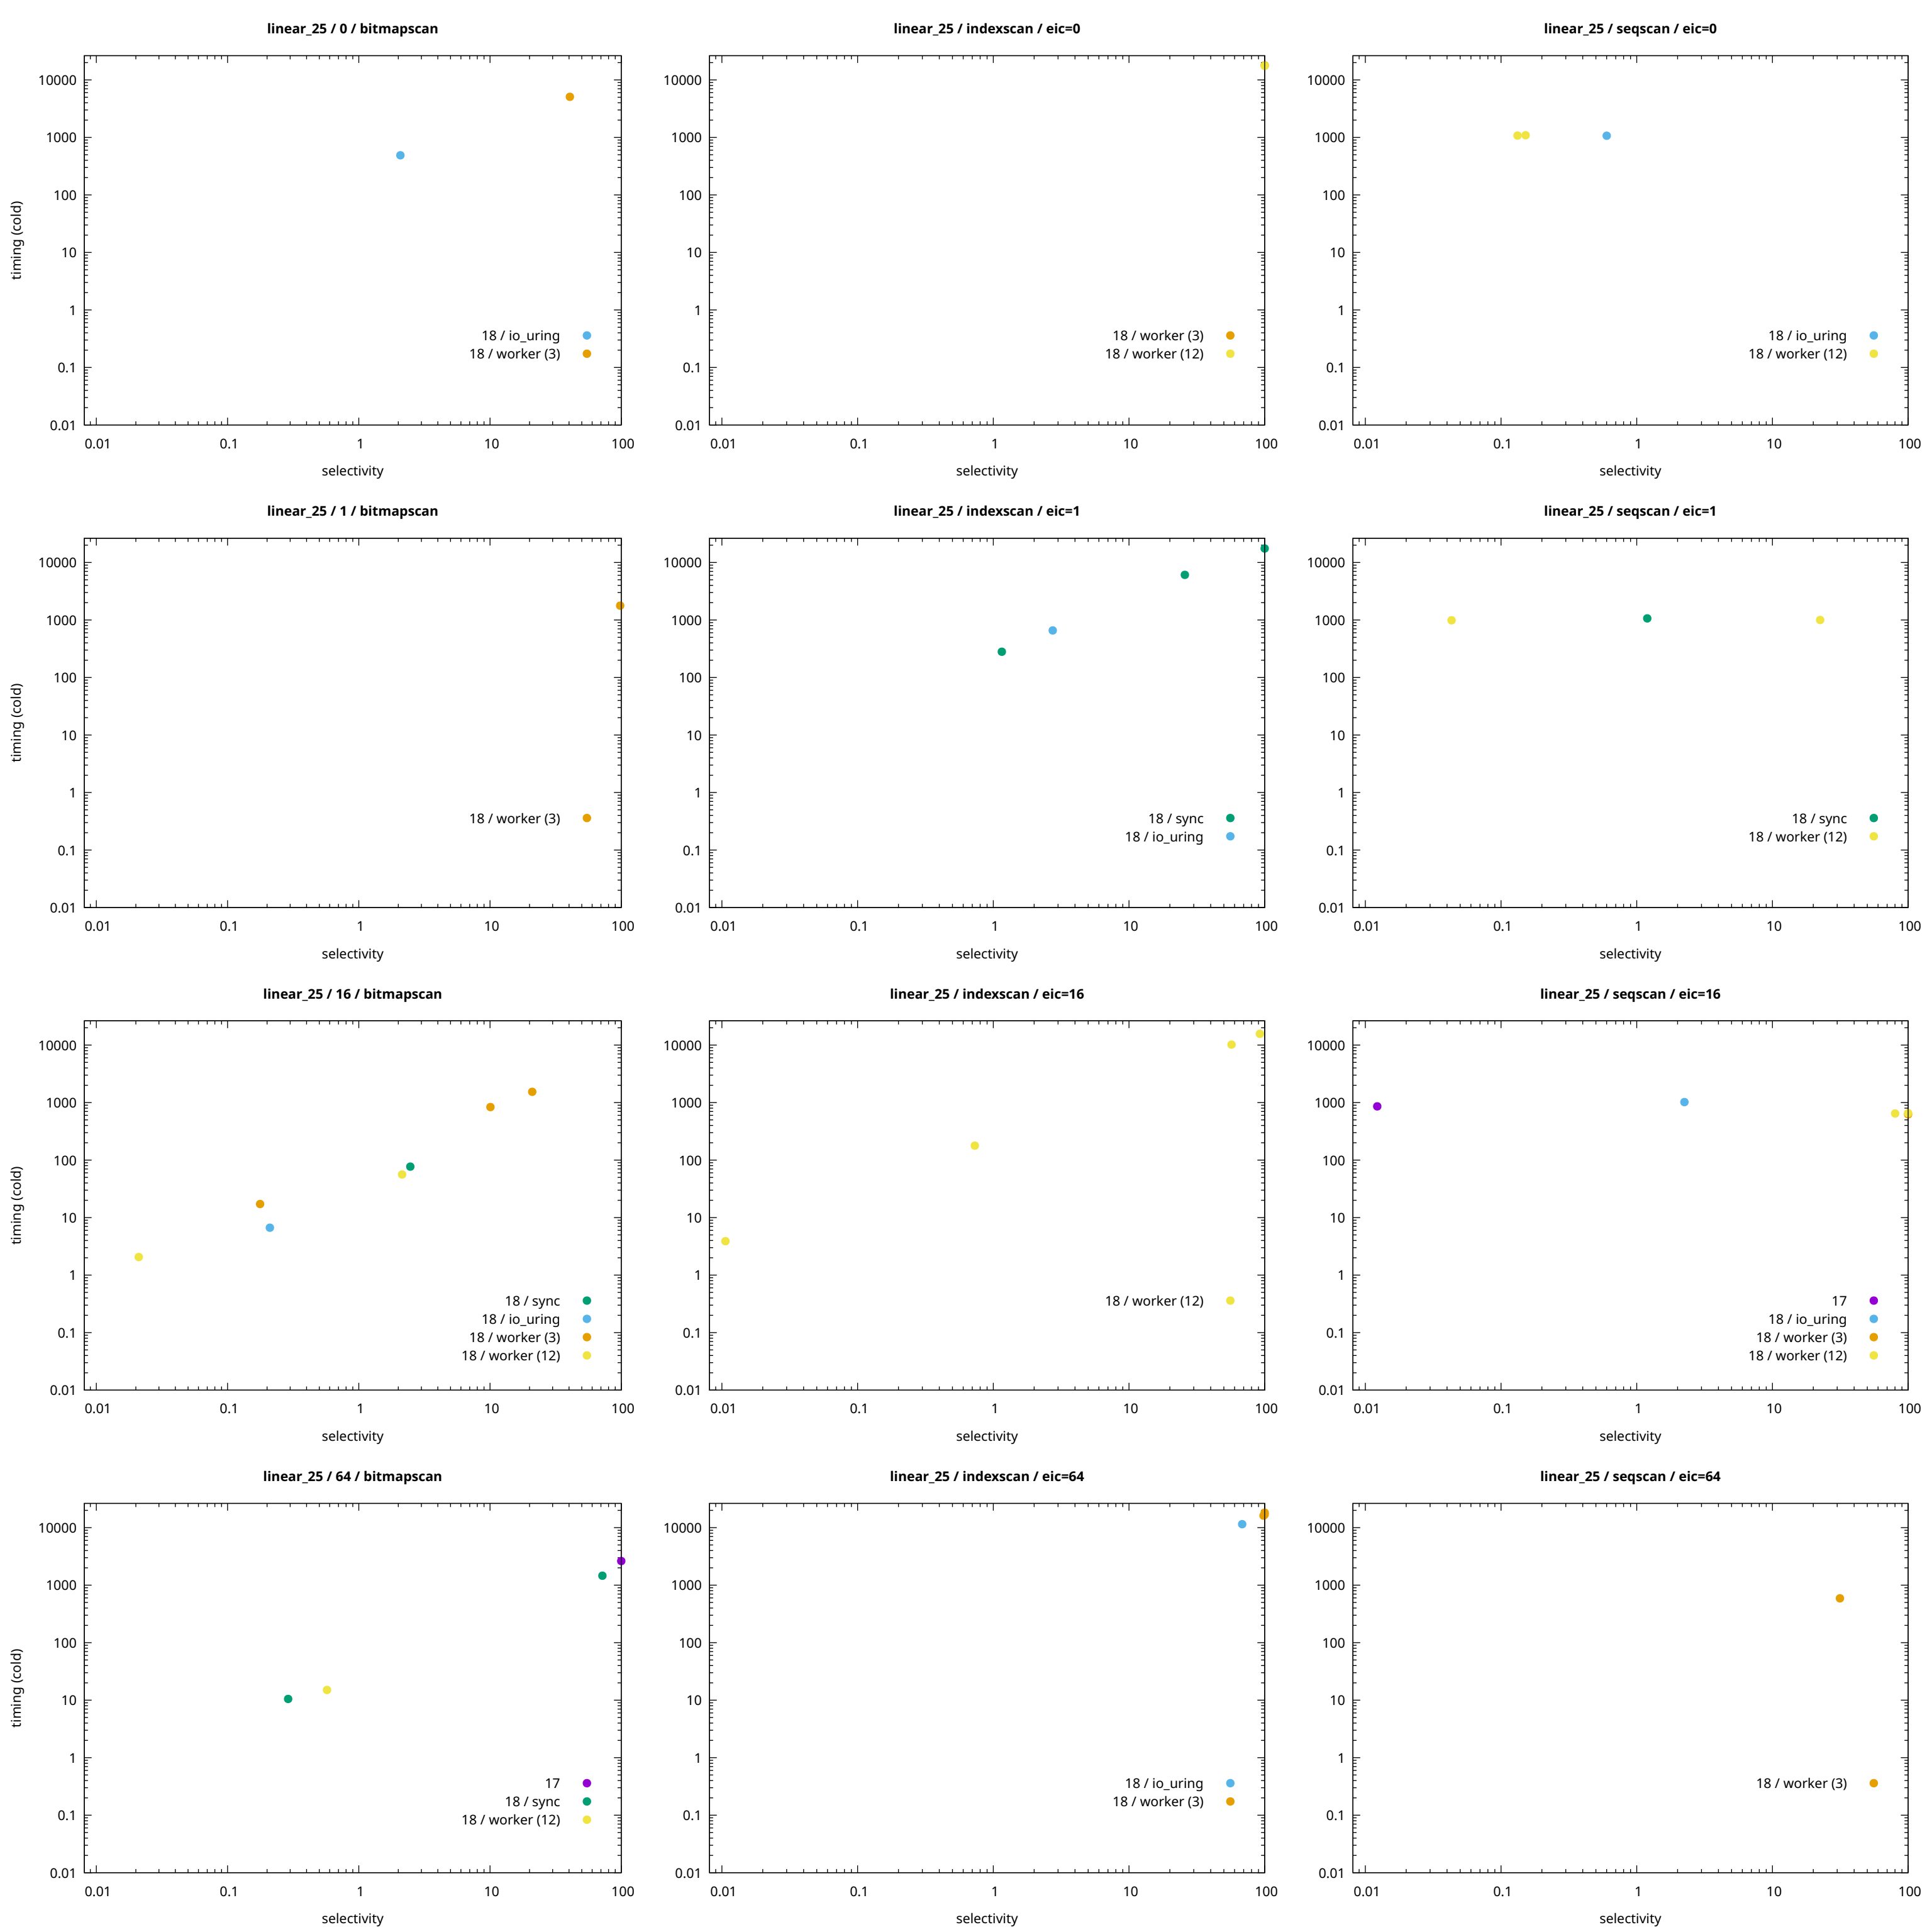 linear_25 / 0 / bitmapscan
10000
1000
100
10
1
0.1
0.01
timing (cold)
18 / io_uring
18 / worker (3)
0.01 0.1 1 10 100
selectivity
linear_25 / indexscan / eic=0
10000
1000
100
10
1
0.1
0.01
18 / worker (3)
18 / worker (12)
0.01 0.1 1 10 100
selectivity
linear_25 / seqscan / eic=0
10000
1000
100
10
1
0.1
0.01
18 / io_uring
18 / worker (12)
0.01 0.1 1 10 100
selectivity
linear_25 / 1 / bitmapscan
10000
1000
100
10
1
0.1
0.01
timing (cold)
18 / worker (3)
0.01 0.1 1 10 100
selectivity
linear_25 / indexscan / eic=1
10000
1000
100
10
1
0.1
0.01
18 / sync
18 / io_uring
0.01 0.1 1 10 100
selectivity
linear_25 / seqscan / eic=1
10000
1000
100
10
1
0.1
0.01
18 / sync
18 / worker (12)
0.01 0.1 1 10 100
selectivity
linear_25 / 16 / bitmapscan
10000
1000
100
10
1
0.1
0.01
timing (cold)
18 / sync
18 / io_uring
18 / worker (3)
18 / worker (12)
0.01 0.1 1 10 100
selectivity
linear_25 / indexscan / eic=16
10000
1000
100
10
1
0.1
0.01
18 / worker (12)
0.01 0.1 1 10 100
selectivity
linear_25 / seqscan / eic=16
10000
1000
100
10
1
0.1
0.01
17
18 / io_uring
18 / worker (3)
18 / worker (12)
0.01 0.1 1 10 100
selectivity
linear_25 / 64 / bitmapscan
10000
1000
100
10
1
0.1
0.01
timing (cold)
17
18 / sync
18 / worker (12)
0.01 0.1 1 10 100
selectivity
linear_25 / indexscan / eic=64
10000
1000
100
10
1
0.1
0.01
18 / io_uring
18 / worker (3)
0.01 0.1 1 10 100
selectivity
linear_25 / seqscan / eic=64
10000
1000
100
10
1
0.1
0.01
18 / worker (3)
0.01 0.1 1 10 100
selectivity